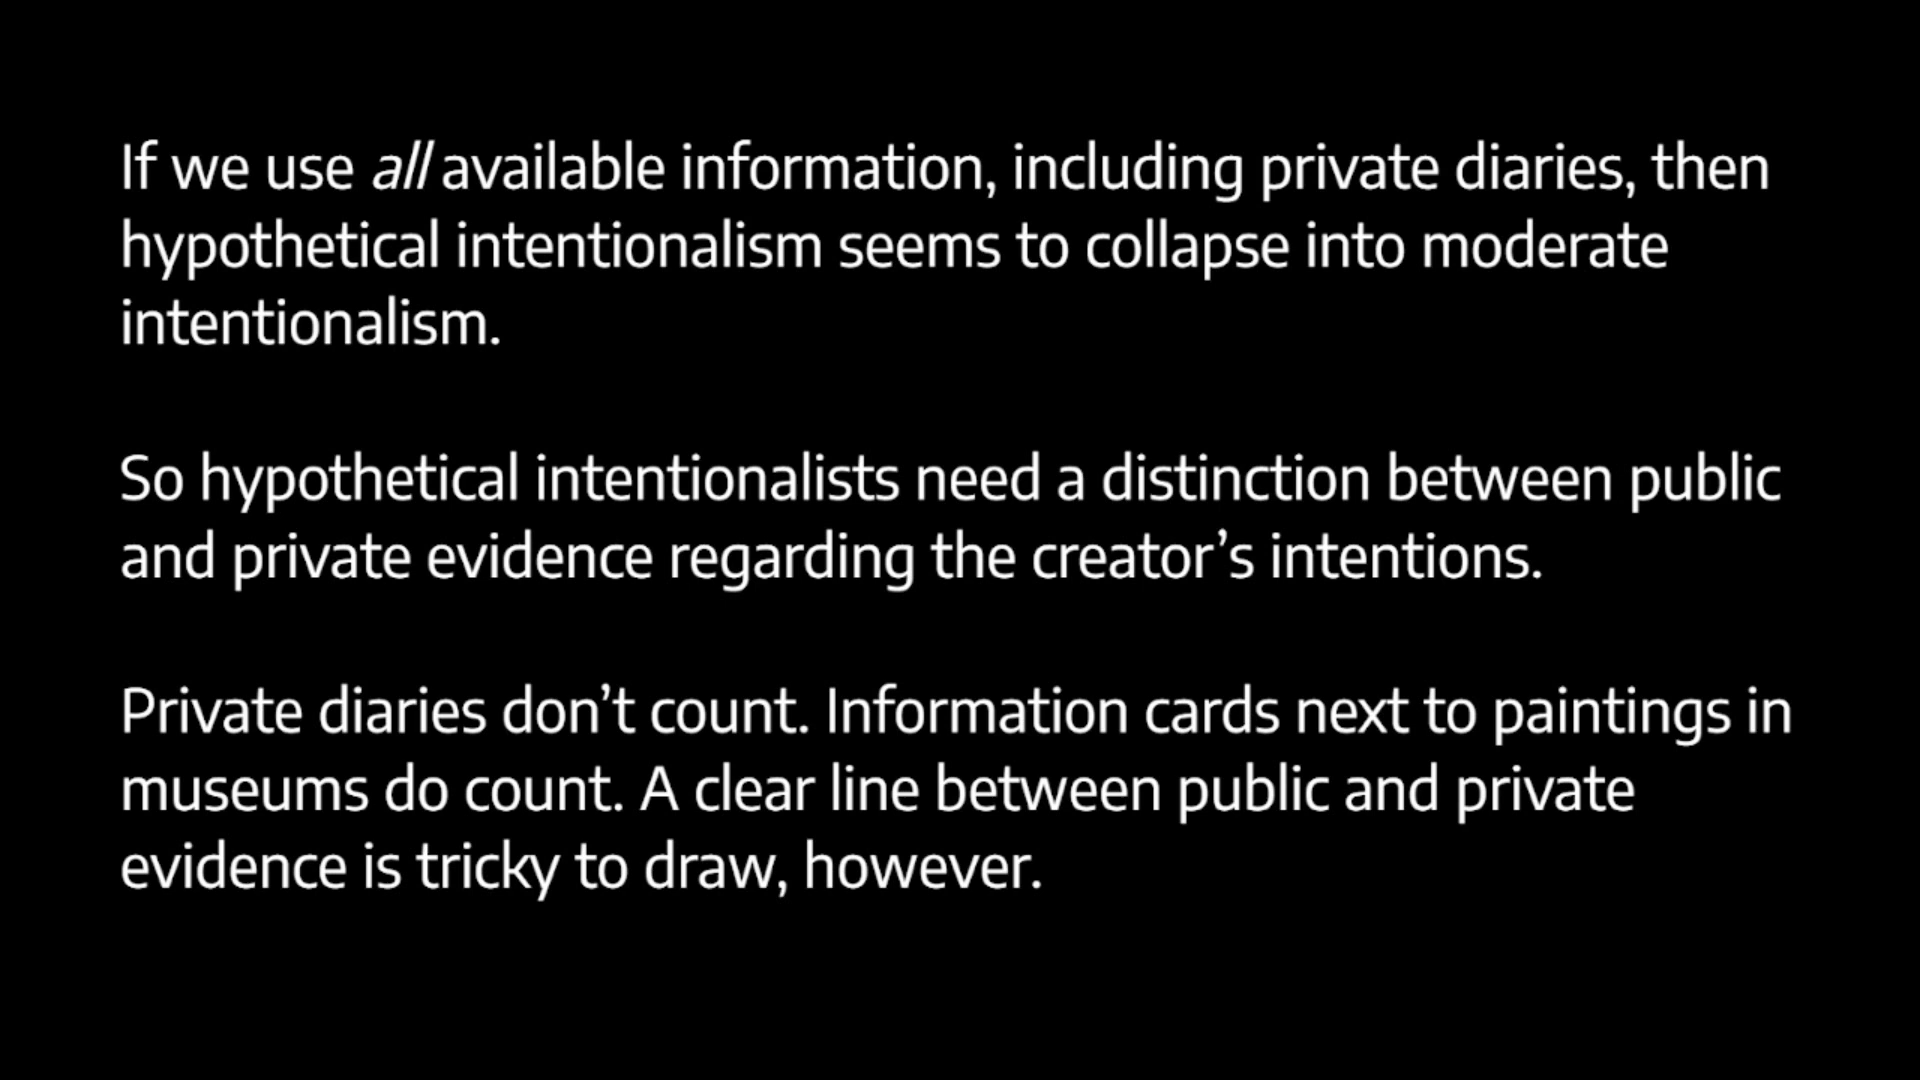 If we use all available information, including private diaries, then
hypothetical intentionalism seems to collapse into moderate
intentionalism.
So hypothetical intentionalists need a distinction between public
and private evidence regarding the creator’s intentions.
Private diaries don’t count. Information cards next to paintings in
museums do count. A clear line between public and private
evidence is tricky to draw, however.